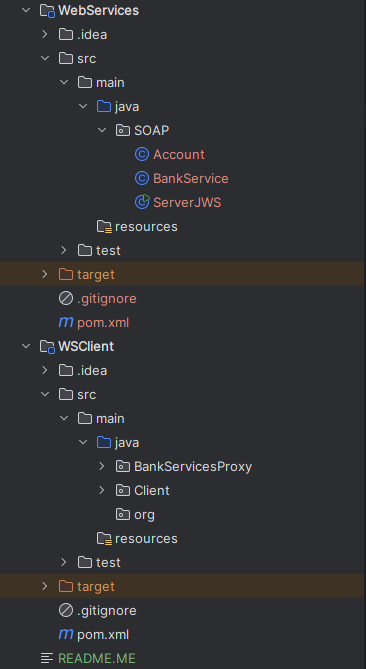 WebServices
.idea
src
main
java
SOAP
Account
BankService
ServerJWS
resources
test
target
.gitignore
pom.xml
WSClient
.idea
src
main
java
BankServicesProxy
Client
org
resources
test
target
.gitignore
pom.xml
README.ME